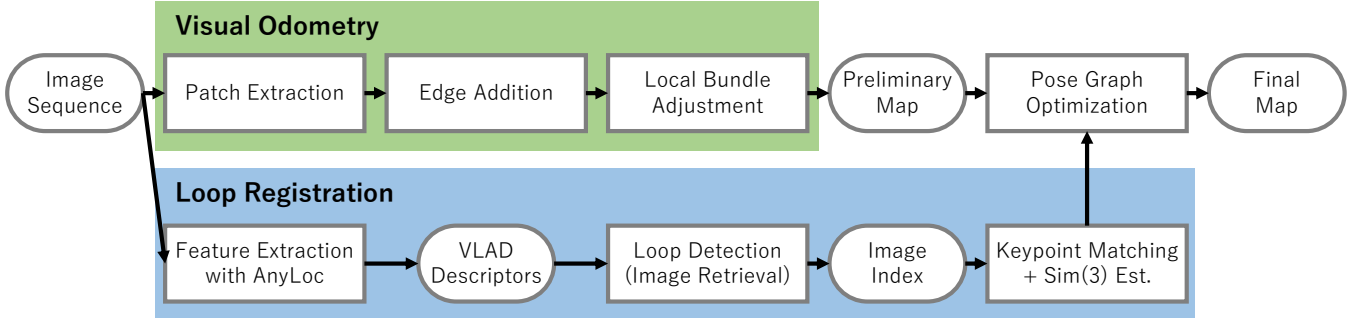 Visual Odometry
Image
Sequence
Patch Extraction
Edge Addition
Local Bundle
Adjustment
Preliminary
Map
Pose Graph
Optimization
Final
Map
Loop Registration
Feature Extraction
with AnyLoc
VLAD
Descriptors
Loop Detection
(Image Retrieval)
Image
Index
Keypoint Matching
+ Sim(3) Est.